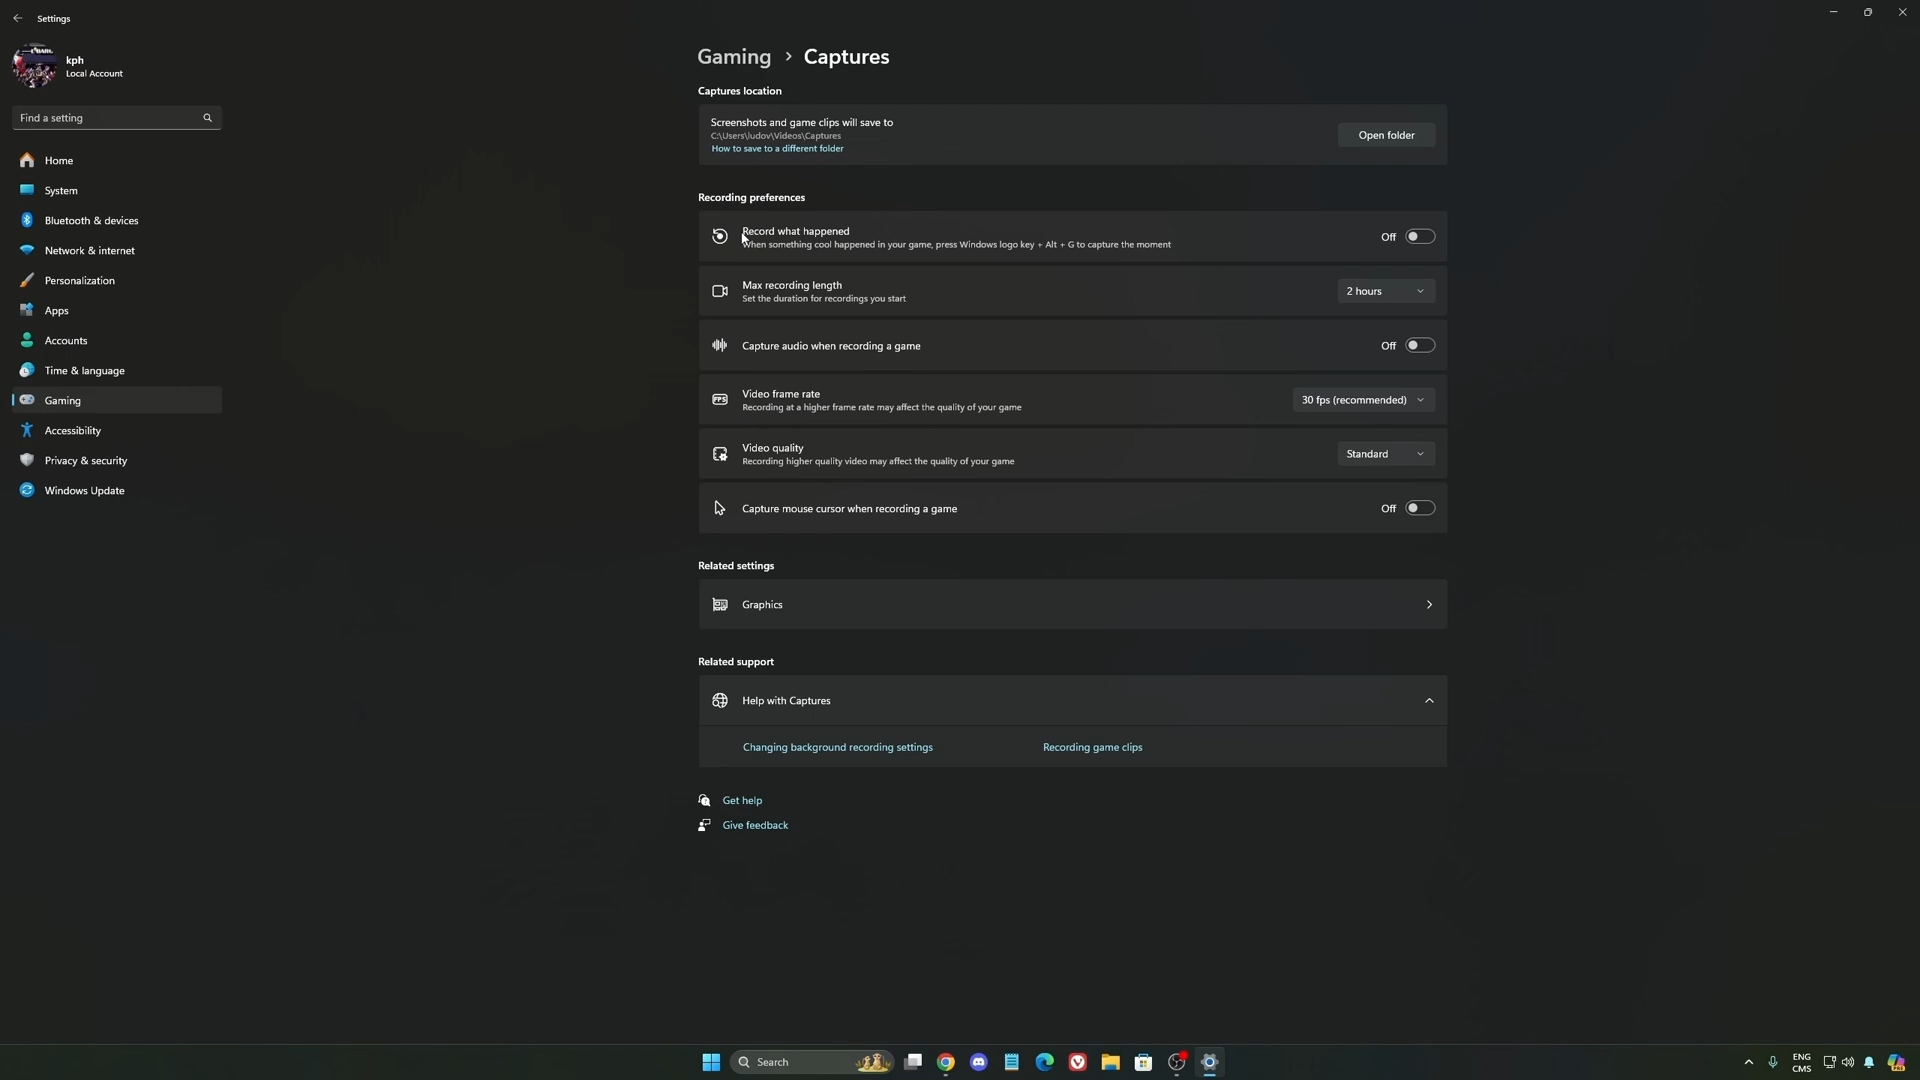 Settings
kph
Local Account
Find a setting
Home
System
Bluetooth & devices
Network & internet
Personalization
Apps
Accounts
Time & language
Gaming
Accessibility
Privacy & security
Windows Update
Gaming > Captures
Captures location
Screenshots and game clips will save to
C:\Users\ludov\Videos\Captures
How to save to a different folder
Open folder
Recording preferences
Record what happened
When something cool happened in your game, press Windows logo key + Alt + G to capture the moment
Off
Max recording length
Set the duration for recordings you start
2 hours
Capture audio when recording a game
Off
FPS
Video frame rate
Recording at a higher frame rate may affect the quality of your game
30 fps (recommended)
Video quality
Recording higher quality video may affect the quality of your game
Standard
Capture mouse cursor when recording a game
Off
Related settings
Graphics
Related support
Help with Captures
Changing background recording settings
Recording game clips
Get help
Give feedback
Search
ENG
CMS